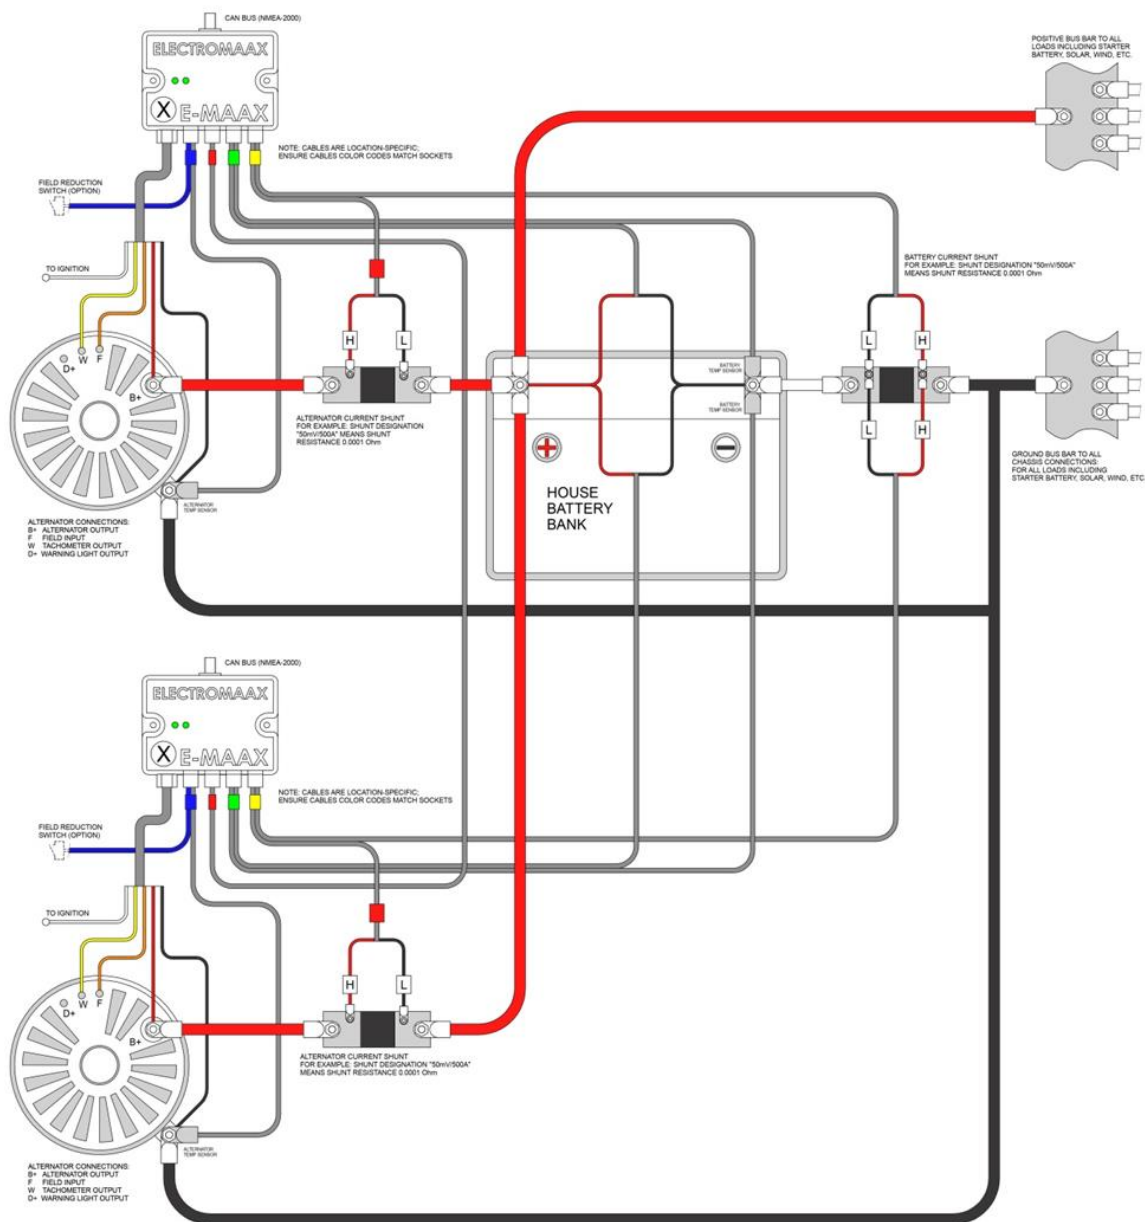 CAN BUS (NMEA-2000)
ELECTROMAAX
X E-MAAX
POSITIVE BUS BAR TO ALL
LOADS INCLUDING STARTER
BATTERY, SOLAR, WIND, ETC.
NOTE: CABLES ARE LOCATION-SPECIFIC;
ENSURE CABLES COLOR CODES MATCH SOCKETS
FIELD REDUCTION
SWITCH (OPTION)
TO IGNITION
BATTERY CURRENT SHUNT
FOR EXAMPLE: SHUNT DESIGNATION "50mV/500A"
MEANS SHUNT RESISTANCE 0.0001 Ohm
D+
W
F
B+
H
L
L
H
L
H
BATTERY
TEMP SENSOR
BATTERY
TEMP SENSOR
ALTERNATOR CURRENT SHUNT
FOR EXAMPLE: SHUNT DESIGNATION
"50mV/500A" MEANS SHUNT
RESISTANCE 0.0001 Ohm
+
−
HOUSE
BATTERY
BANK
GROUND BUS BAR TO ALL
CHASSIS CONNECTIONS:
FOR ALL LOADS INCLUDING
STARTER BATTERY, SOLAR, WIND, ETC
ALTERNATOR
TEMP SENSOR
ALTERNATOR CONNECTIONS:
B+ ALTERNATOR OUTPUT
F FIELD INPUT
W TACHOMETER OUTPUT
D+ WARNING LIGHT OUTPUT
CAN BUS (NMEA-2000)
ELECTROMAAX
X E-MAAX
NOTE: CABLES ARE LOCATION-SPECIFIC;
ENSURE CABLES COLOR CODES MATCH SOCKETS
FIELD REDUCTION
SWITCH (OPTION)
TO IGNITION
D+
W
F
B+
H
L
ALTERNATOR CURRENT SHUNT
FOR EXAMPLE: SHUNT DESIGNATION "50mV/500A"
MEANS SHUNT RESISTANCE 0.0001 Ohm
ALTERNATOR
TEMP SENSOR
ALTERNATOR CONNECTIONS:
B+ ALTERNATOR OUTPUT
F FIELD INPUT
W TACHOMETER OUTPUT
D+ WARNING LIGHT OUTPUT